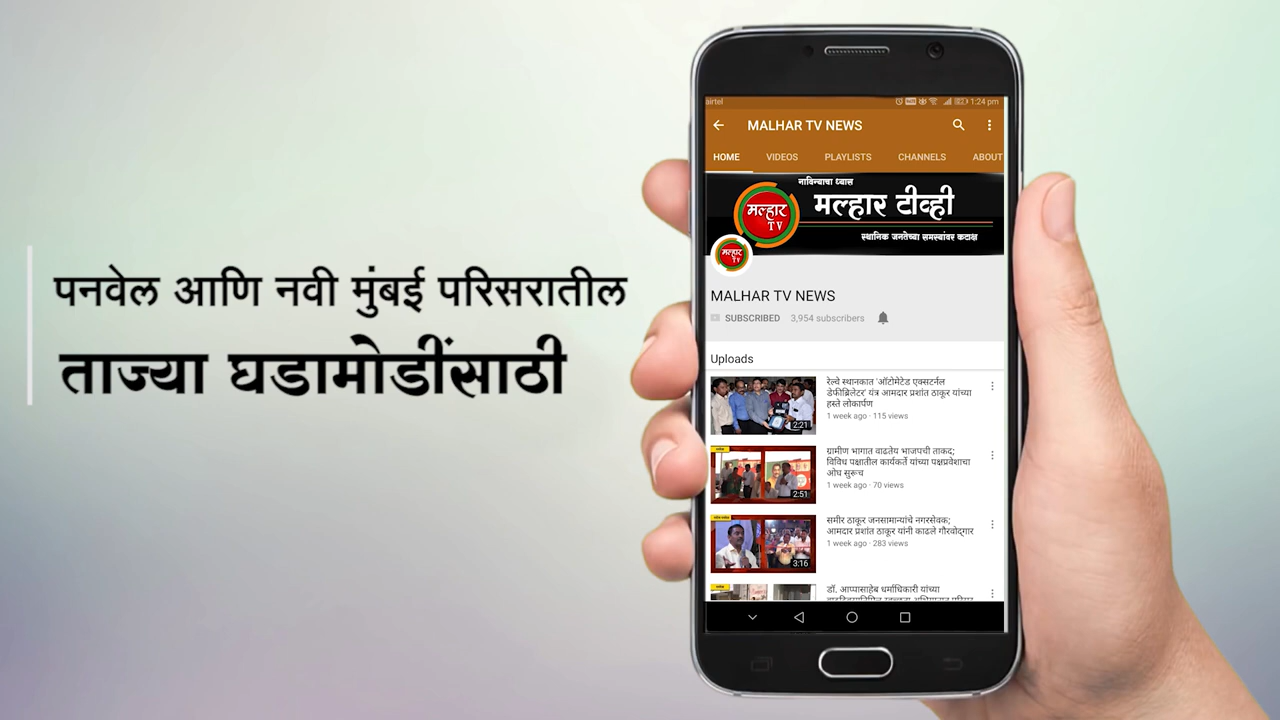 पनवेल आणि नवी मुंबई परिसरातील
ताज्या घडामोडींसाठी
airtel
1:24 pm
MALHAR TV NEWS
HOME VIDEOS PLAYLISTS CHANNELS ABOUT
नाविन्याचा ध्यास
मल्हार टीव्ही
मल्हार
TV
स्थानिक जनतेच्या समस्यांवर कटाक्ष
मल्हार
TV
MALHAR TV NEWS
SUBSCRIBED 3,954 subscribers
Uploads
रेल्वे स्थानकात 'ऑटोमेटेड एक्सटर्नल
डेफीब्रिलेटर' यंत्र आमदार प्रशांत ठाकूर यांच्या
हस्ते लोकार्पण
1 week ago · 115 views
2:21
ग्रामीण भागात वाढतेय भाजपची ताकद;
विविध पक्षातील कार्यकर्ते यांच्या पक्षप्रवेशाचा
ओघ सुरूच
1 week ago · 70 views
2:51
समीर ठाकूर जनसामान्यांचे नगरसेवक;
आमदार प्रशांत ठाकूर यांनी काढले गौरवोद्गार
1 week ago · 283 views
3:16
डॉ. आप्पासाहेब धर्माधिकारी यांच्या